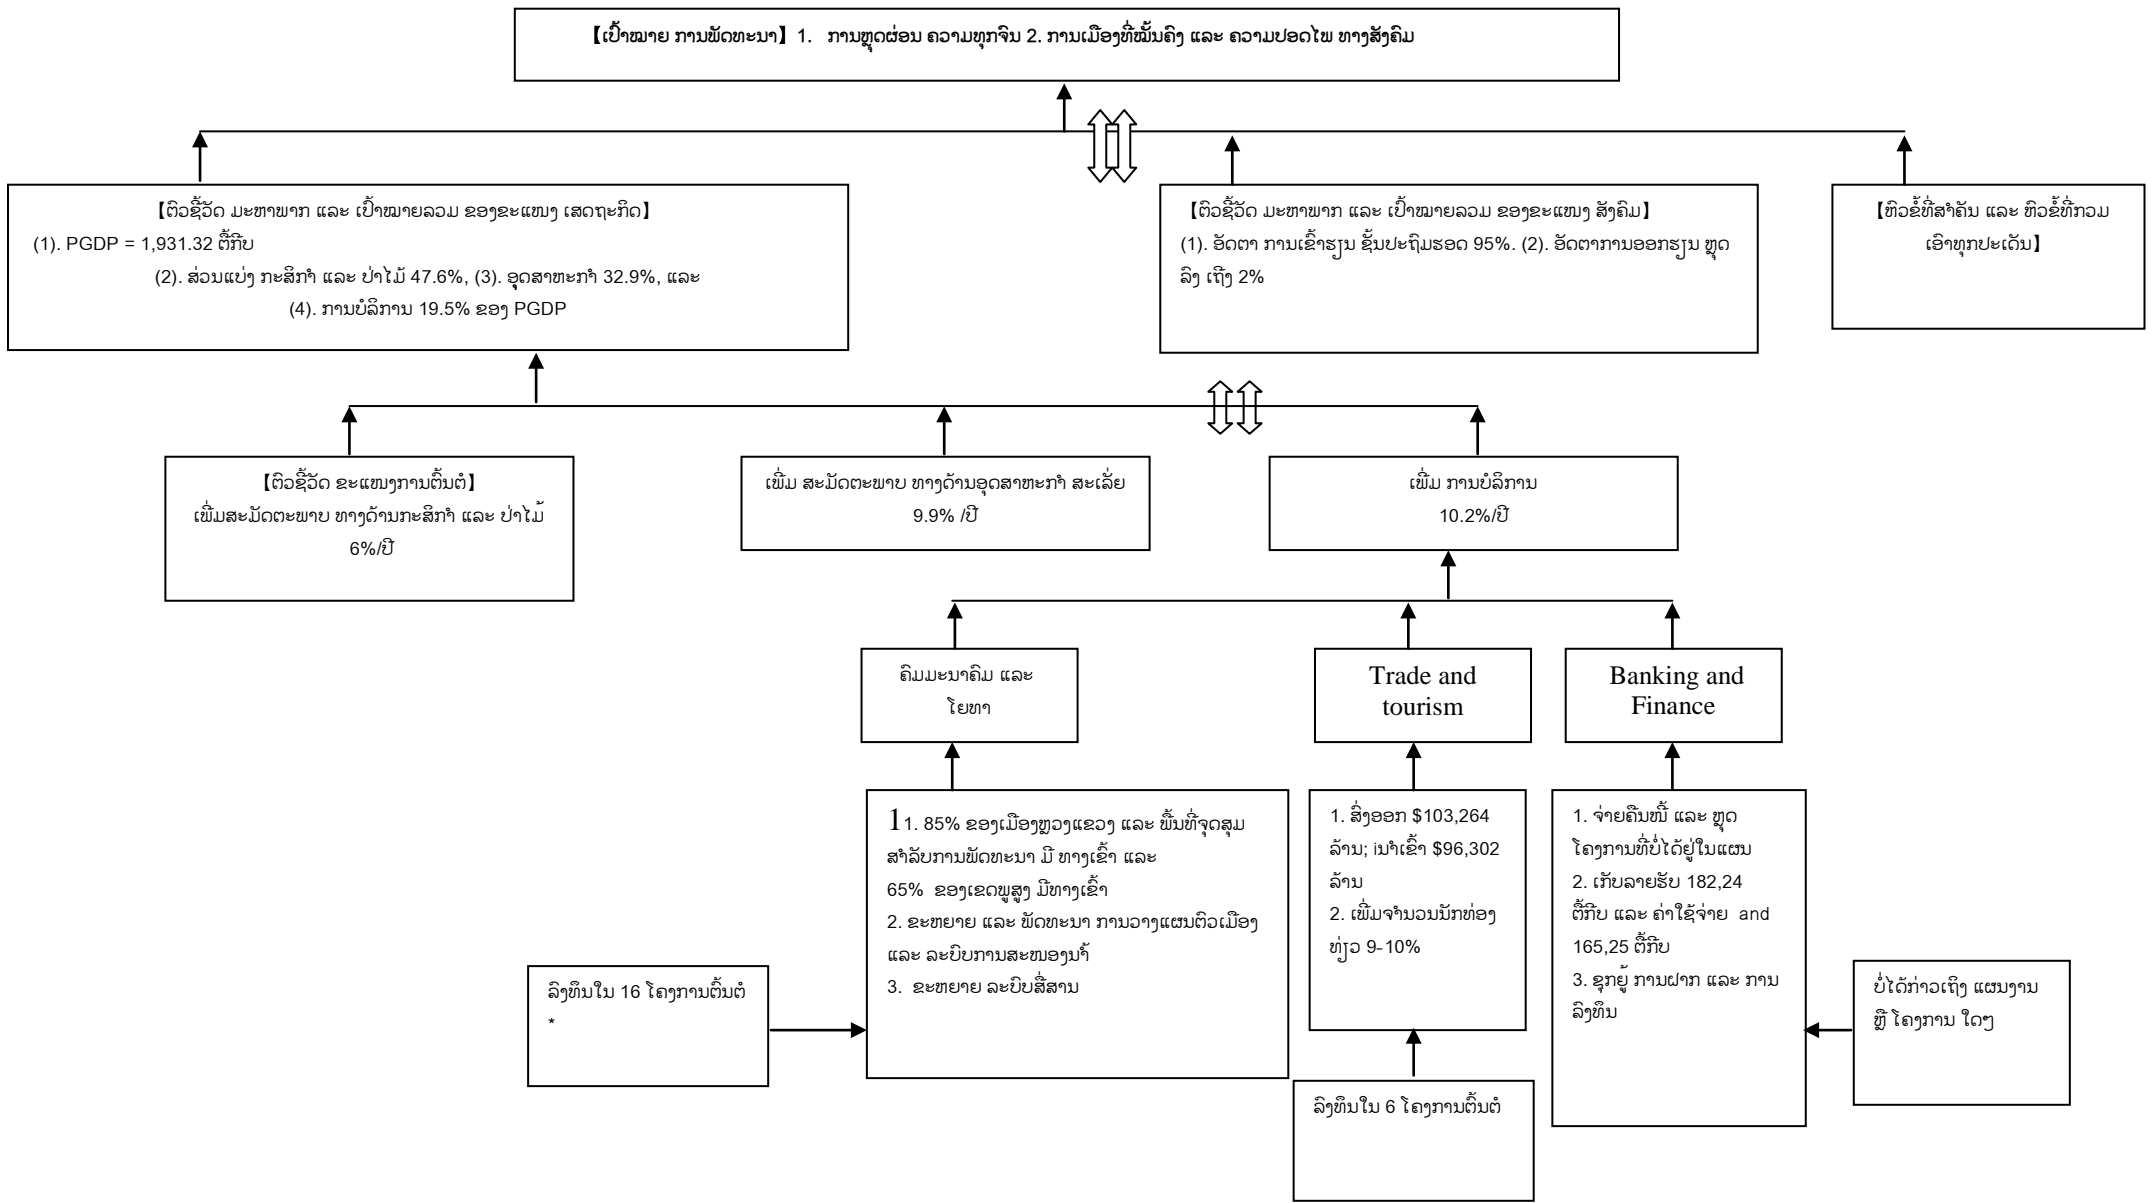 【ເປົ້າໝາຍ ການພັດທະນາ】1. ການຫຼຸດຜ່ອນ ຄວາມທຸກຈົນ 2. ການເມືອງທີ່ໝັ້ນຄົງ ແລະ ຄວາມປອດໄພ ທາງສັງຄົມ
【ຕົວຊີ້ວັດ ມະຫາພາກ ແລະ ເປົ້າໝາຍລວມ ຂອງຂະແໜງ ເສດຖະກິດ】
(1). PGDP = 1,931.32 ຕື້ກີບ
(2). ສ່ວນແບ່ງ ກະສິກຳ ແລະ ປ່າໄມ້ 47.6%, (3). ອຸດສາຫະກຳ 32.9%, ແລະ
(4). ການບໍລິການ 19.5% ຂອງ PGDP
【ຕົວຊີ້ວັດ ມະຫາພາກ ແລະ ເປົ້າໝາຍລວມ ຂອງຂະແໜງ ສັງຄົມ】
(1). ອັດຕາ ການເຂົ້າຮຽນ ຊັ້ນປະຖົມຮອດ 95%. (2). ອັດຕາການອອກຮຽນ ຫຼຸດ
ລົງ ເຖີງ 2%
【ຫົວຂໍ້ທີ່ສຳຄັນ ແລະ ຫົວຂໍ້ທີ່ກວມ
ເອົາທຸກປະເດັນ】
【ຕົວຊີ້ວັດ ຂະແໜງການຕົ້ນຕໍ】
ເພີ່ມສະມັດຕະພາບ ທາງດ້ານກະສິກຳ ແລະ ປ່າໄມ້
6%/ປີ
ເພີ່ມ ສະມັດຕະພາບ ທາງດ້ານອຸດສາຫະກຳ ສະເລັ່ຍ
9.9% /ປີ
ເພີ່ມ ການບໍລິການ
10.2%/ປີ
ຄົມມະນາຄົມ ແລະ
ໂຍທາ
Trade and
tourism
Banking and
Finance
11. 85% ຂອງເມືອງຫຼວງແຂວງ ແລະ ພື້ນທີ່ຈຸດສຸມ
ສຳລັບການພັດທະນາ ມີ ທາງເຂົ້າ ແລະ
65% ຂອງເຂດພູສູງ ມີທາງເຂົ້າ
2. ຂະຫຍາຍ ແລະ ພັດທະນາ ການວາງແຜນຕົວເມືອງ
ແລະ ລະບົບການສະໜອງນຳ້
3. ຂະຫຍາຍ ລະບົບສື່ສານ
1. ສົ່ງອອກ $103,264
ລ້ານ; iນຳເຂົ້າ $96,302
ລ້ານ
2. ເພີ່ມຈຳນວນນັກທ່ອງ
ທ່ຽວ 9-10%
1. ຈ່າຍຄືນໜີ້ ແລະ ຫຼຸດ
ໂຄງການທີ່ບໍ່ໄດ້ຢູ່ໃນແຜນ
2. ເກັບລາຍຮັບ 182,24
ຕື້ກີບ ແລະ ຄ່າໃຊ້ຈ່າຍ and
165,25 ຕື້ກີບ
3. ຊຸກຍູ້ ການຝາກ ແລະ ການ
ລົງທຶນ
ລົງທຶນໃນ 16 ໂຄງການຕົ້ນຕໍ
*
ບໍ່ໄດ້ກ່າວເຖິງ ແຜນງານ
ຫຼື ໂຄງການ ໃດໆ
ລົງທຶນໃນ 6 ໂຄງການຕົ້ນຕໍ